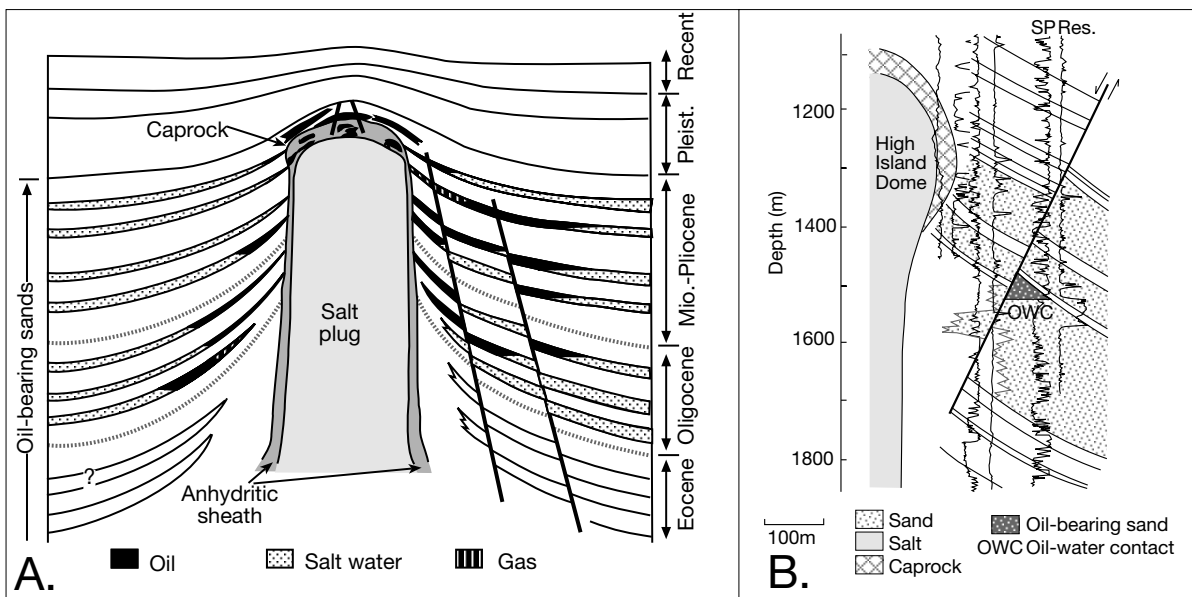 Caprock
Salt
plug
Anhydritic
sheath
Oil-bearing sands
?
Recent
Pleist.
Mio.-Pliocene
Oligocene
Eocene
A.
Oil
Salt water
Gas
SP Res.
Depth (m)
1200
1400
1600
1800
High
Island
Dome
OWC
100m
Sand
Salt
Caprock
Oil-bearing sand
OWC Oil-water contact
B.